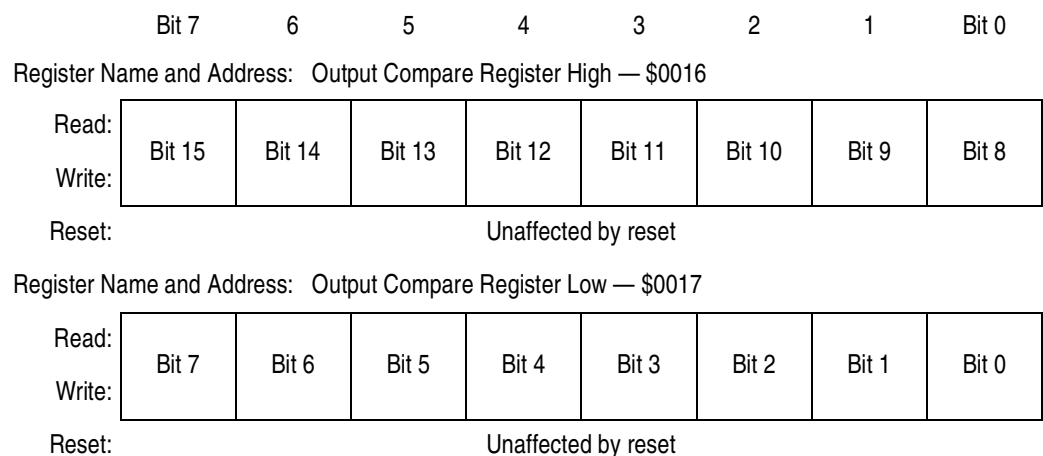 Bit 7 6 5 4 3 2 1 Bit 0
Register Name and Address: Output Compare Register High — $0016
Read:
Bit 15 Bit 14 Bit 13 Bit 12 Bit 11 Bit 10 Bit 9 Bit 8
Write:
Reset: Unaffected by reset
Register Name and Address: Output Compare Register Low — $0017
Read:
Bit 7 Bit 6 Bit 5 Bit 4 Bit 3 Bit 2 Bit 1 Bit 0
Write:
Reset: Unaffected by reset